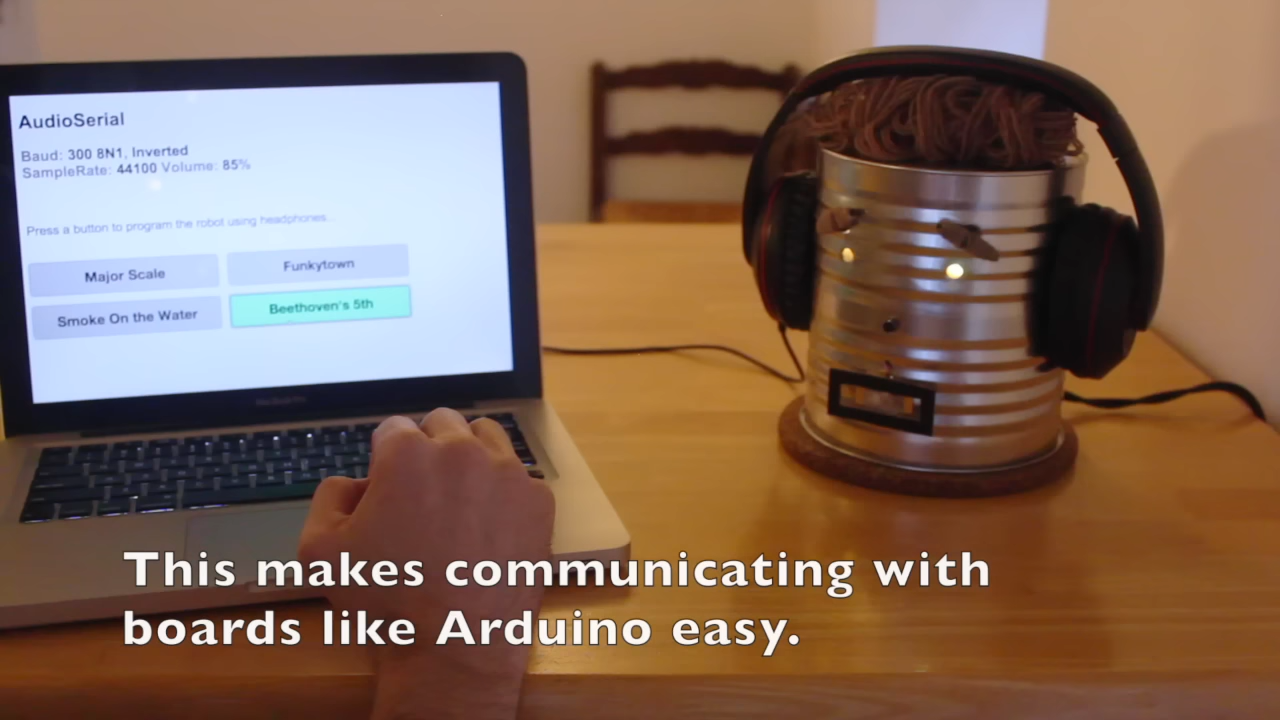 AudioSerial
Baud: 300 8N1, Inverted
SampleRate: 44100 Volume: 85%
Press a button to program the robot using headphones...
Major Scale
Funkytown
Smoke On the Water
Beethoven's 5th
This makes communicating with
boards like Arduino easy.